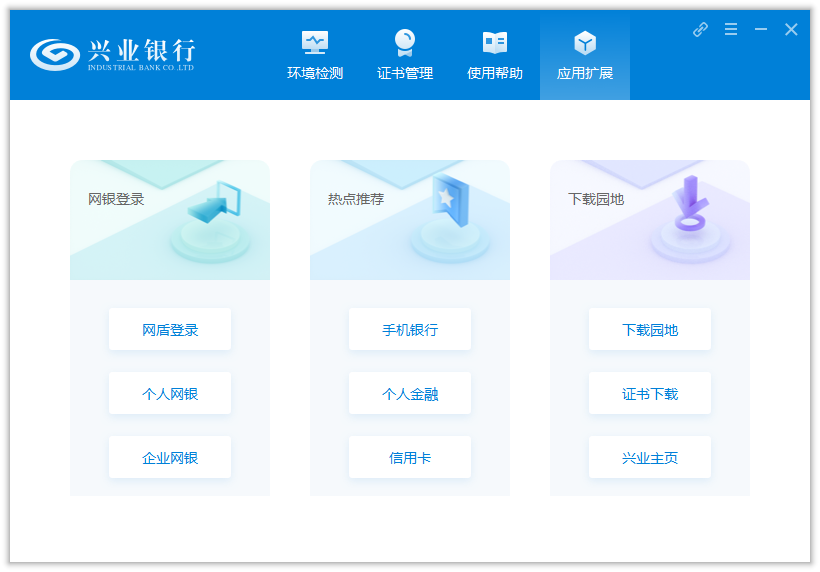 兴业银行
INDUSTRIAL BANK CO.,LTD
环境检测
证书管理
使用帮助
应用扩展
网银登录
网盾登录
个人网银
企业网银
热点推荐
手机银行
个人金融
信用卡
下载园地
下载园地
证书下载
兴业主页